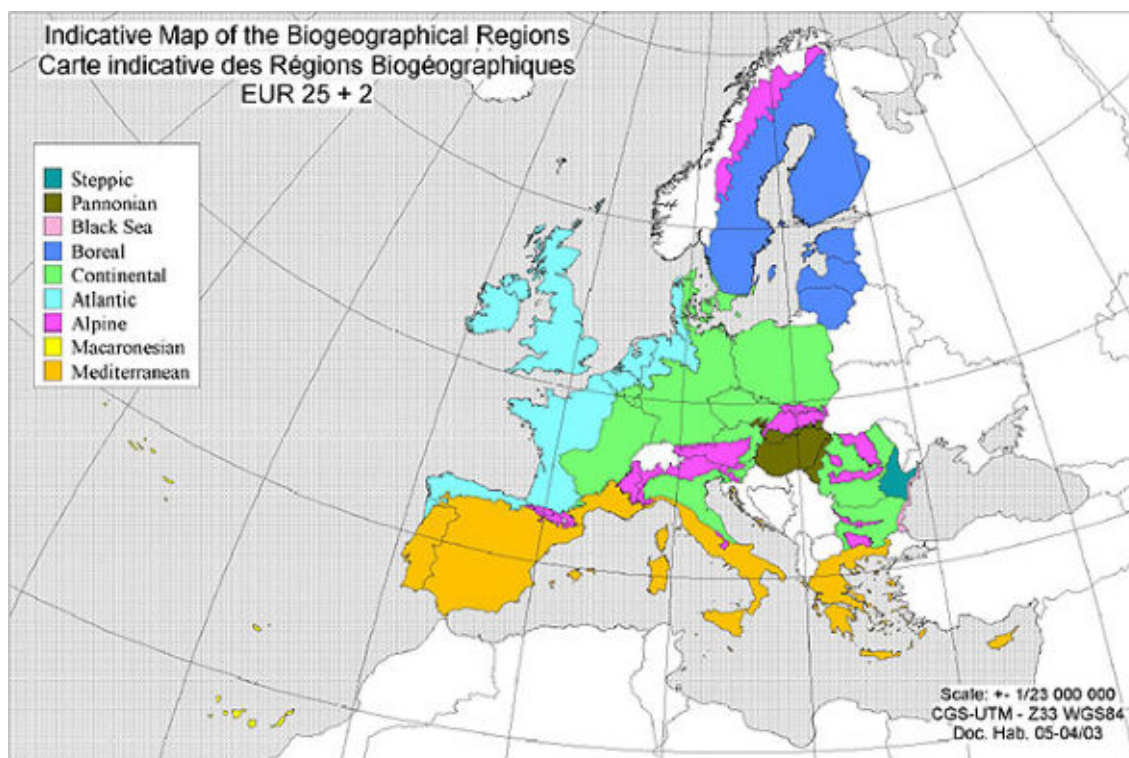 Indicative Map of the Biogeographical Regions
Carte indicative des Régions Biogéographiques
EUR 25 + 2
Steppic
Pannonian
Black Sea
Boreal
Continental
Atlantic
Alpine
Macaronesian
Mediterranean
Scale: +- 1/23 000 000
CGS-UTM - Z33 WGS84
Doc. Hab. 05-04/03